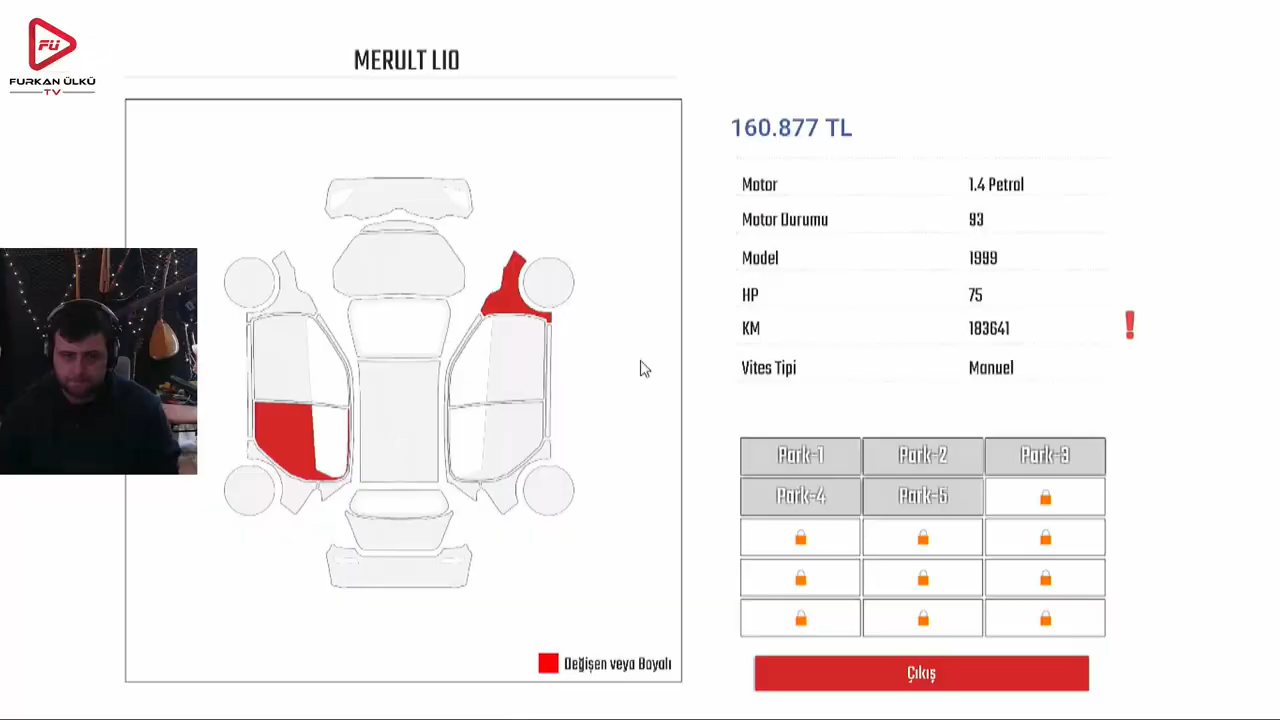 FU
FURKAN ÜLKÜ
TV
MERULT LIO
160.877 TL
Motor 1.4 Petrol
Motor Durumu 93
Model 1999
HP 75
KM 183641 !
Vites Tipi Manuel
Park-1 Park-2 Park-3
Park-4 Park-5
Değişen veya Boyalı
Çıkış